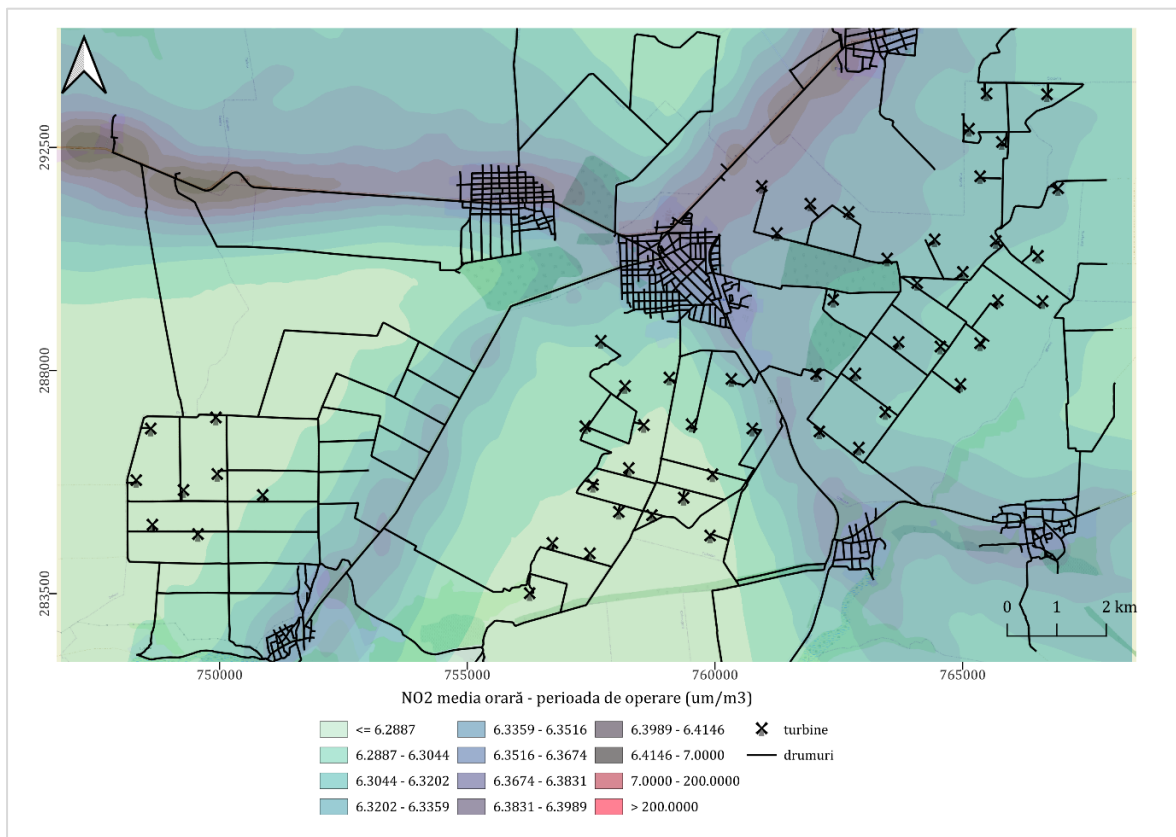 292500
288000
283500
0 1 2 km
750000 755000 760000 765000
NO2 media orară - perioada de operare (um/m3)
<= 6.2887 6.3359 - 6.3516 6.3989 - 6.4146 turbine
6.2887 - 6.3044 6.3516 - 6.3674 6.4146 - 7.0000 drumuri
6.3044 - 6.3202 6.3674 - 6.3831 7.0000 - 200.0000
6.3202 - 6.3359 6.3831 - 6.3989 > 200.0000